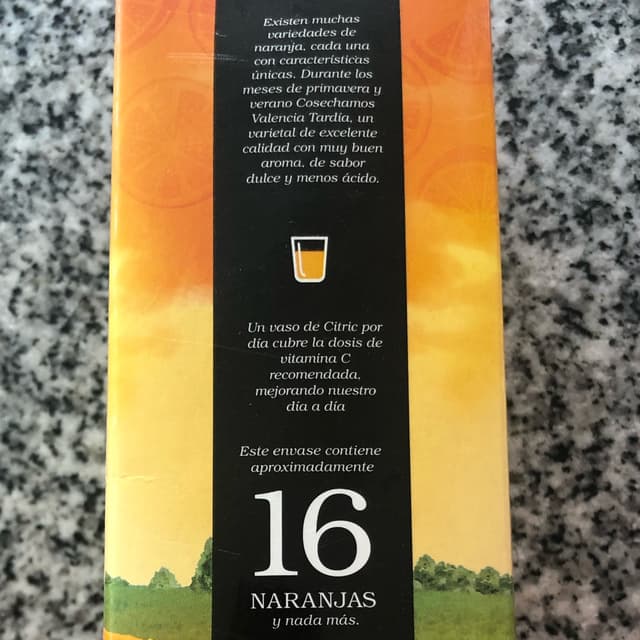 Existen muchas
variedades de
naranja, cada una
con características
únicas. Durante los
meses de primavera y
verano Cosechamos
Valencia Tardía, un
varietal de excelente
calidad con muy buen
aroma, de sabor
dulce y menos ácido.
Un vaso de Citric por
día cubre la dosis de
vitamina C
recomendada,
mejorando nuestro
día a día
Este envase contiene
aproximadamente
16
NARANJAS
y nada más.